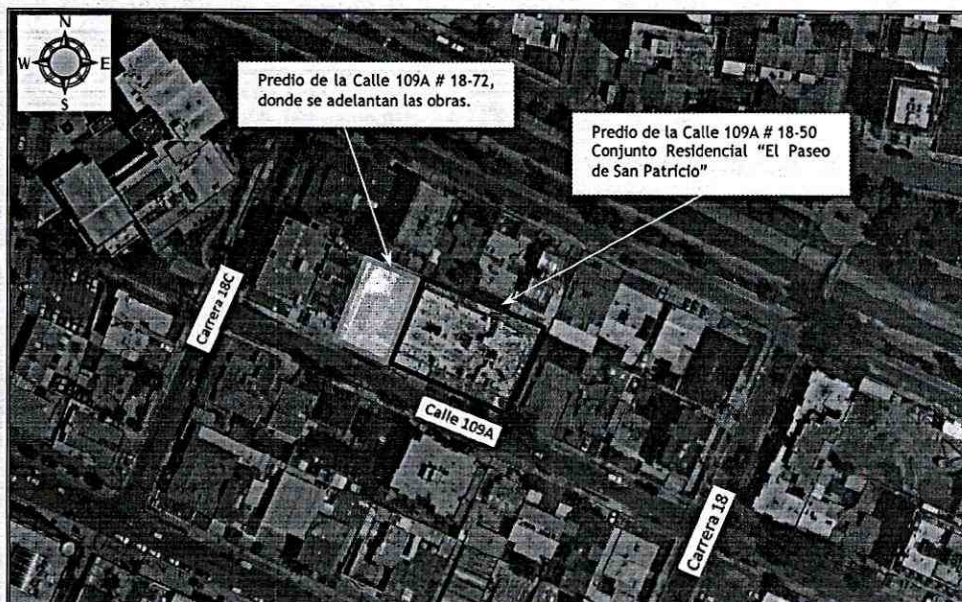 N
W E
S
Predio de la Calle 109A # 18-72,
donde se adelantan las obras.
Predio de la Calle 109A # 18-50
Conjunto Residencial “El Paseo
de San Patricio”
Carrera 18C
Calle 109A
Carrera 18